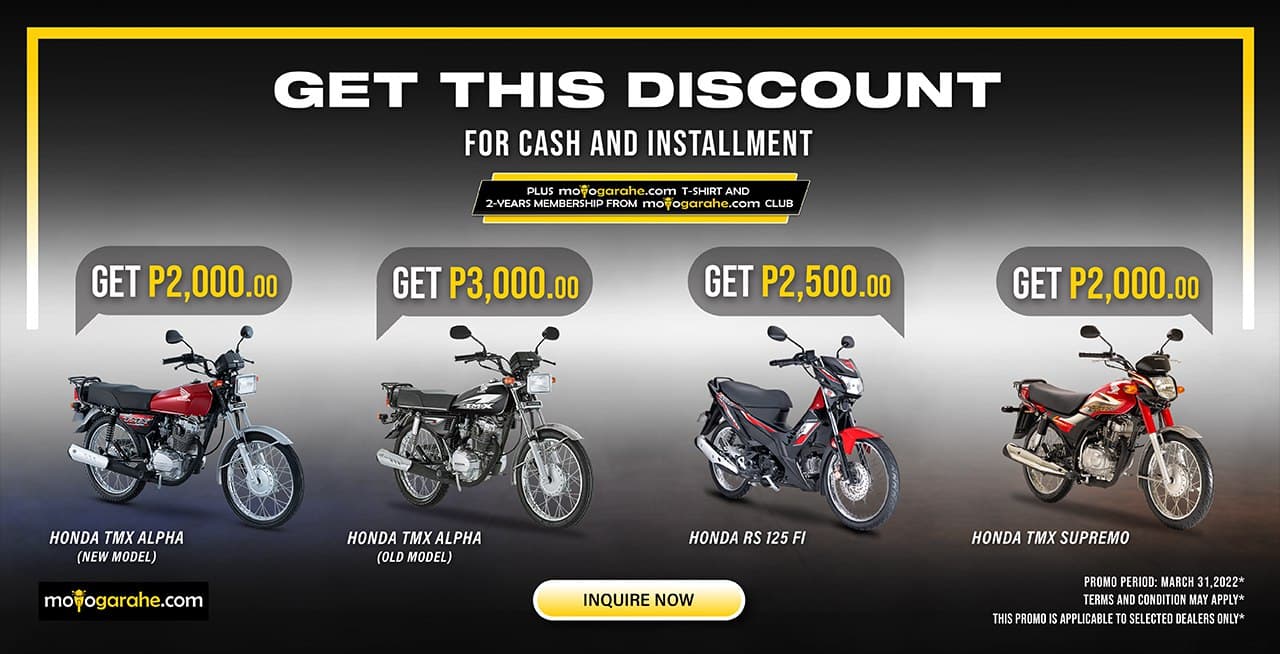 GET THIS DISCOUNT
FOR CASH AND INSTALLMENT
PLUS motogarahe.com T-SHIRT AND
2-YEARS MEMBERSHIP FROM motogarahe.com CLUB
GET P2,000.00
GET P3,000.00
GET P2,500.00
GET P2,000.00
TMX
HONDA TMX ALPHA
(NEW MODEL)
HONDA TMX ALPHA
(OLD MODEL)
HONDA RS 125 FI
HONDA TMX SUPREMO
motogarahe.com
INQUIRE NOW
PROMO PERIOD: MARCH 31,2022*
TERMS AND CONDITION MAY APPLY*
THIS PROMO IS APPLICABLE TO SELECTED DEALERS ONLY*